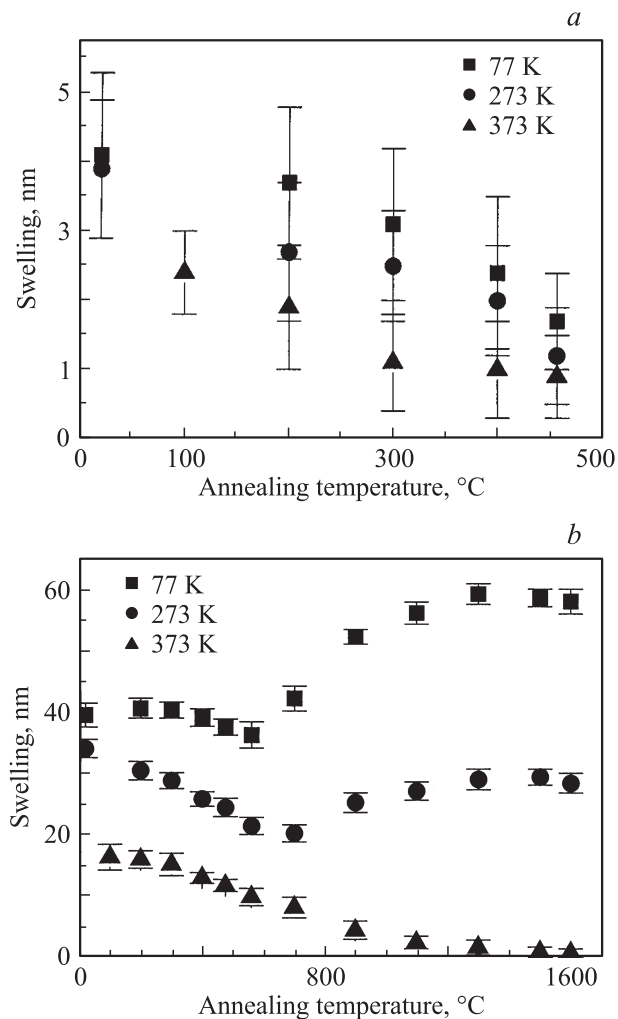 a
77 K
273 K
373 K
5
3
1
0
Swelling, nm
0
100
300
500
Annealing temperature, °C
b
77 K
273 K
373 K
60
40
20
0
Swelling, nm
0
800
1600
Annealing temperature, °C